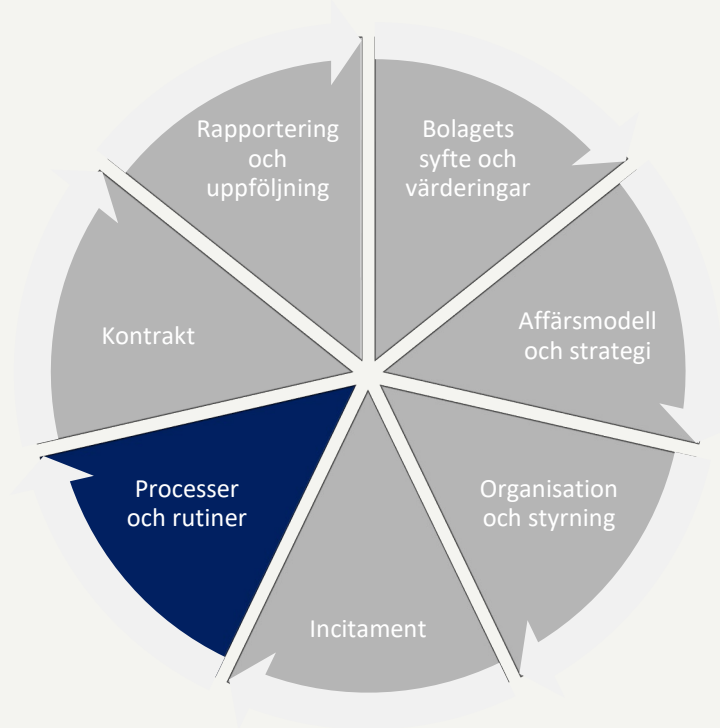 Bolagets
syfte och
värderingar
Affärsmodell
och strategi
Organisation
och styrning
Incitament
Processer
och rutiner
Kontrakt
Rapportering
och
uppföljning